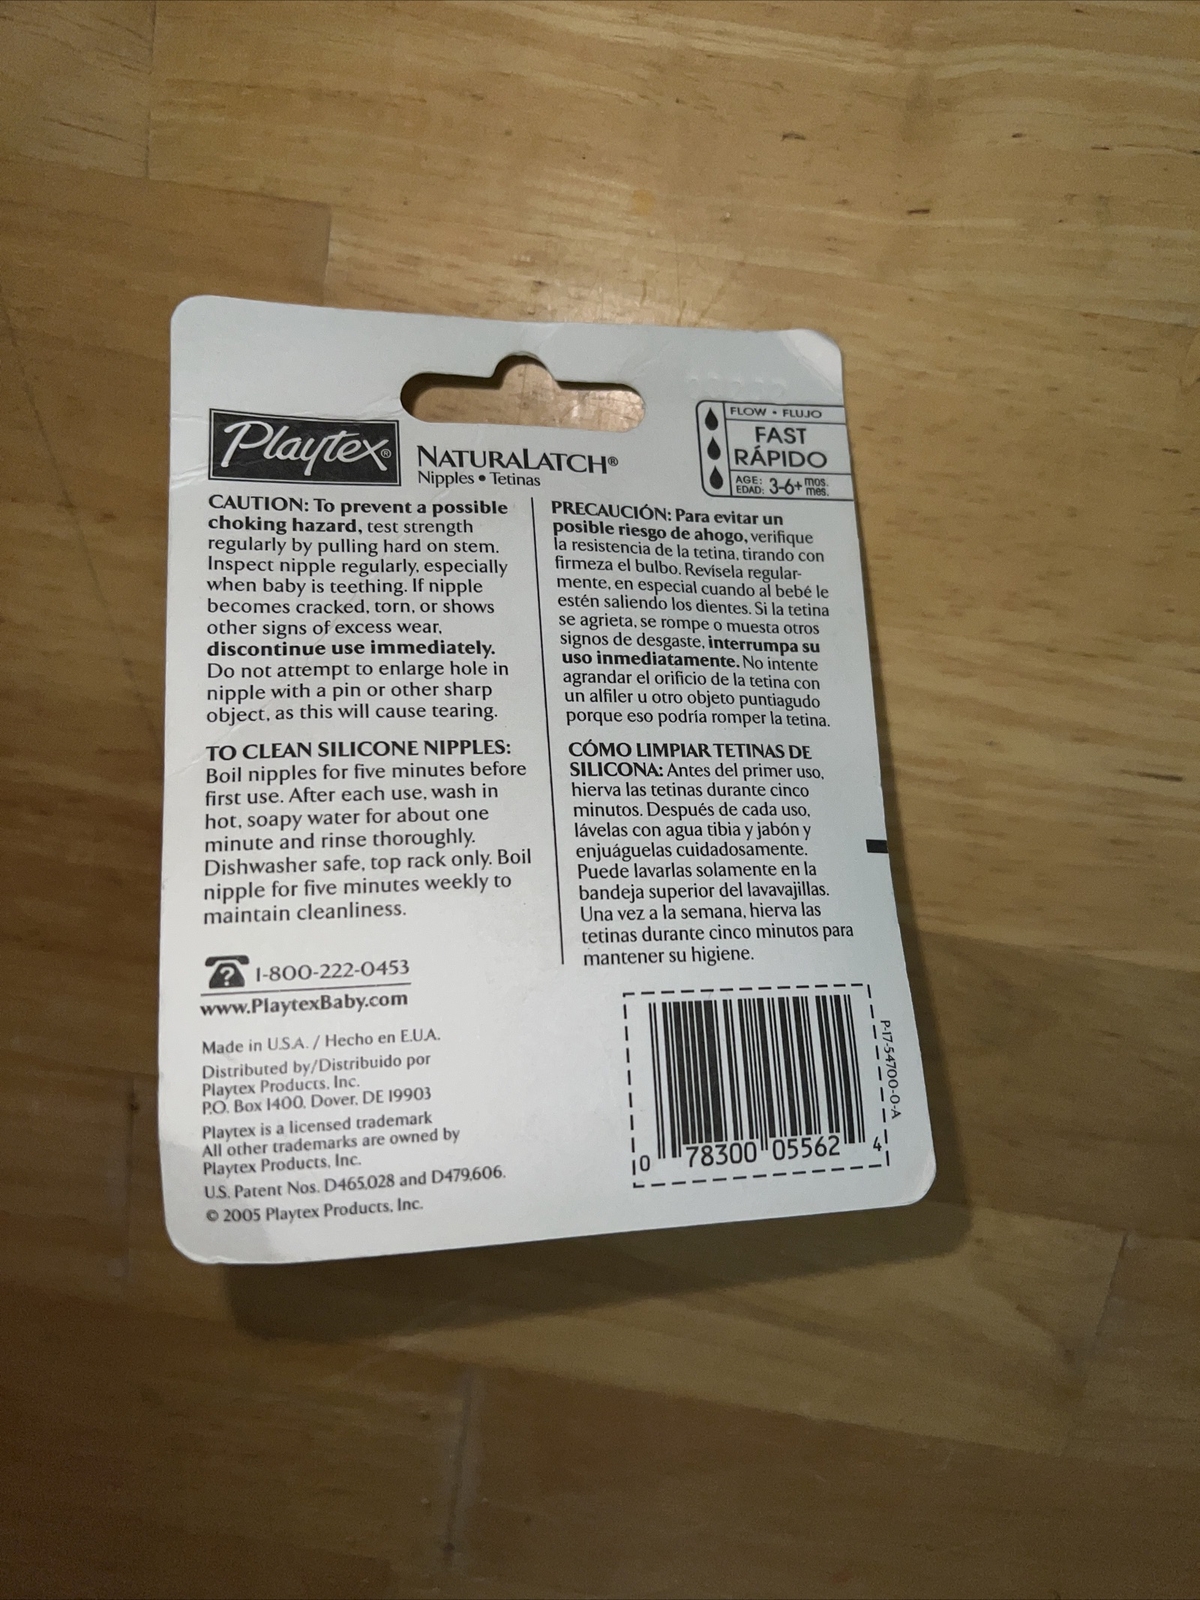 Playtex®
NATURALATCH®
Nipples • Tetinas
FLOW • FLUJO
FAST
RÁPIDO
AGE: 3-6+ mos.
EDAD: mes.
CAUTION: To prevent a possible
choking hazard, test strength
regularly by pulling hard on stem.
Inspect nipple regularly, especially
when baby is teething. If nipple
becomes cracked, torn, or shows
other signs of excess wear,
discontinue use immediately.
Do not attempt to enlarge hole in
nipple with a pin or other sharp
object, as this will cause tearing.
TO CLEAN SILICONE NIPPLES:
Boil nipples for five minutes before
first use. After each use, wash in
hot, soapy water for about one
minute and rinse thoroughly.
Dishwasher safe, top rack only. Boil
nipple for five minutes weekly to
maintain cleanliness.
PRECAUCIÓN: Para evitar un
posible riesgo de ahogo, verifique
la resistencia de la tetina, tirando con
firmeza el bulbo. Revísela regular-
mente, en especial cuando al bebé le
estén saliendo los dientes. Si la tetina
se agrieta, se rompe o muesta otros
signos de desgaste, interrumpa su
uso inmediatamente. No intente
agrandar el orificio de la tetina con
un alfiler u otro objeto puntiagudo
porque eso podría romper la tetina.
CÓMO LIMPIAR TETINAS DE
SILICONA: Antes del primer uso,
hierva las tetinas durante cinco
minutos. Después de cada uso,
lávelas con agua tibia y jabón y
enjuáguelas cuidadosamente.
Puede lavarlas solamente en la
bandeja superior del lavavajillas.
Una vez a la semana, hierva las
tetinas durante cinco minutos para
mantener su higiene.
1-800-222-0453
www.PlaytexBaby.com
Made in U.S.A. / Hecho en E.U.A.
Distributed by/Distribuido por
Playtex Products, Inc.
P.O. Box 1400, Dover, DE 19903
Playtex is a licensed trademark
All other trademarks are owned by
Playtex Products, Inc.
U.S. Patent Nos. D465,028 and D479,606.
© 2005 Playtex Products, Inc.
0 78300 05562 4
P-17-54700-0-A